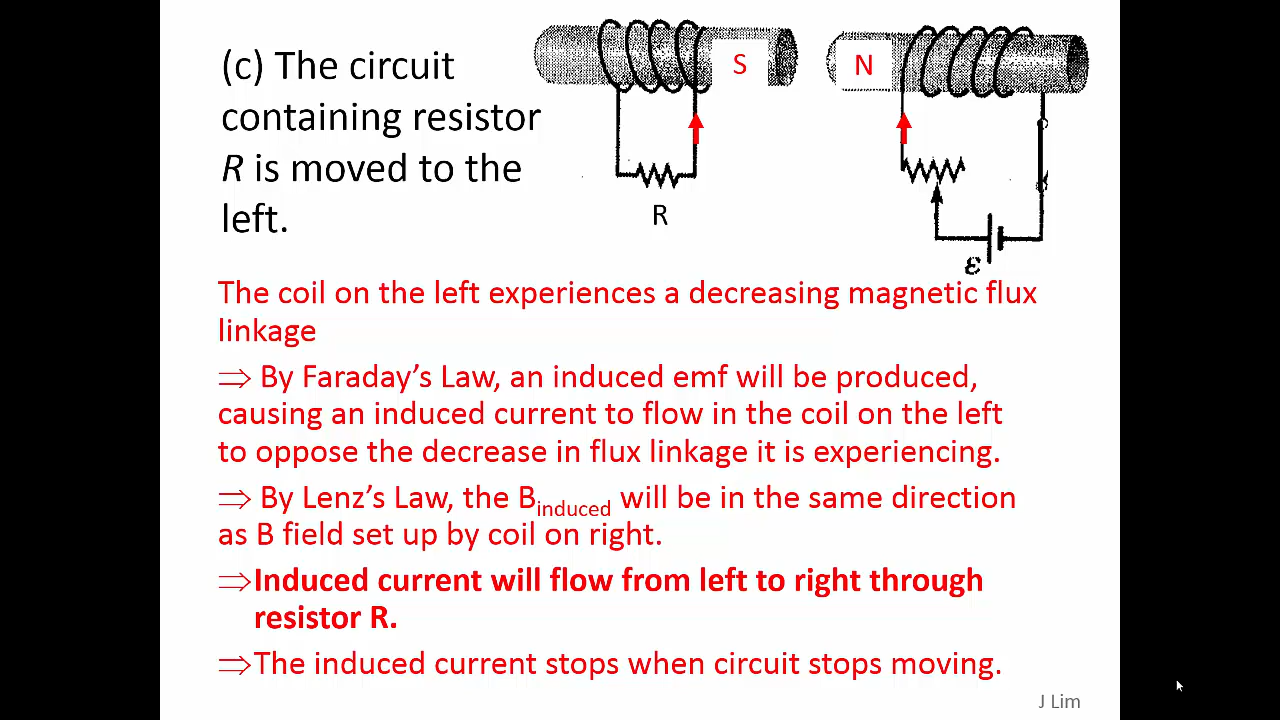 (c) The circuit
containing resistor
R is moved to the
left.
S
N
R
ε
The coil on the left experiences a decreasing magnetic flux
linkage
⇒ By Faraday’s Law, an induced emf will be produced,
causing an induced current to flow in the coil on the left
to oppose the decrease in flux linkage it is experiencing.
⇒ By Lenz’s Law, the Binduced will be in the same direction
as B field set up by coil on right.
⇒Induced current will flow from left to right through
resistor R.
⇒The induced current stops when circuit stops moving.
J Lim